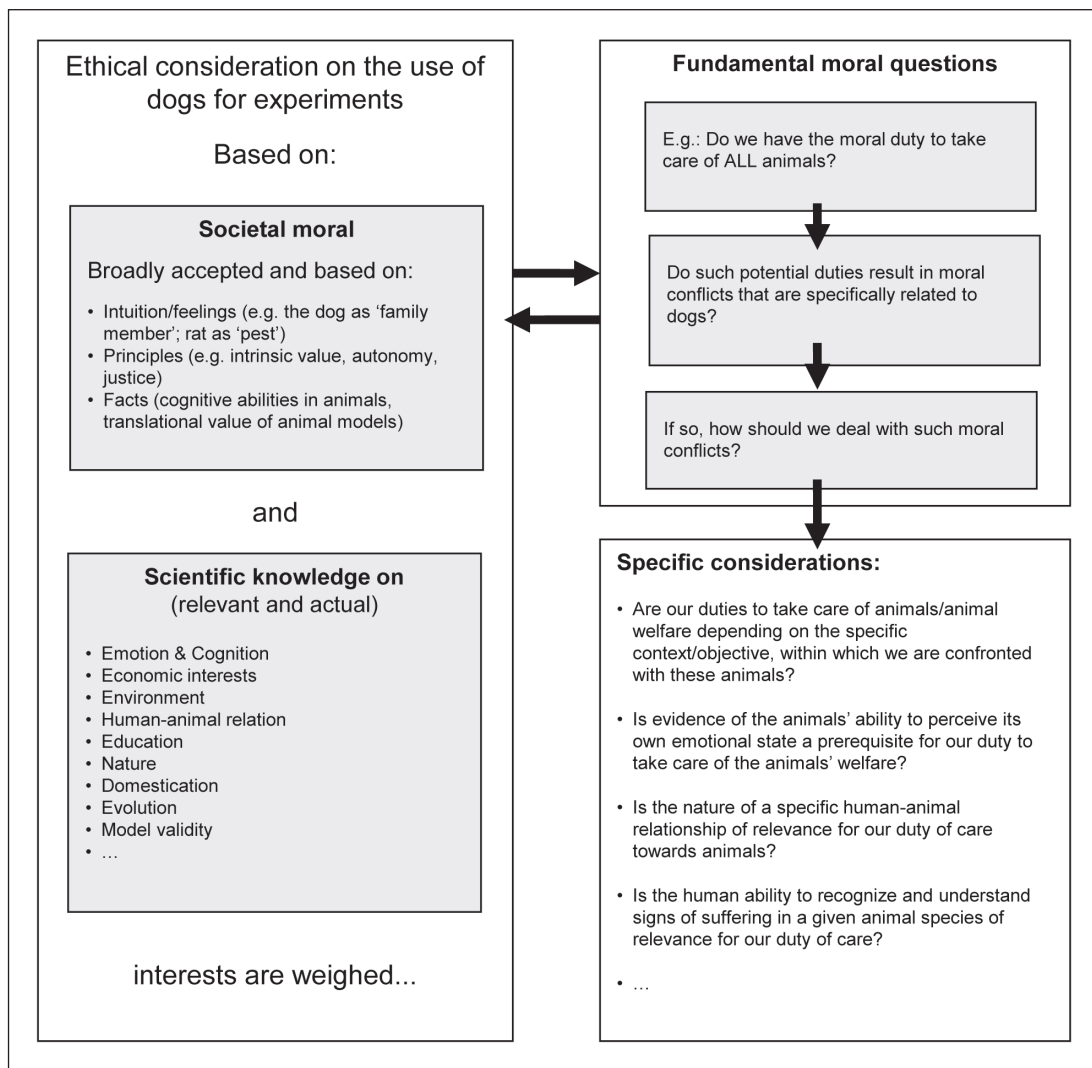 Ethical consideration on the use of
dogs for experiments
Based on:
Societal moral
Broadly accepted and based on:
• Intuition/feelings (e.g. the dog as ‘family
member’; rat as ‘pest’)
• Principles (e.g. intrinsic value, autonomy,
justice)
• Facts (cognitive abilities in animals,
translational value of animal models)
and
Scientific knowledge on
(relevant and actual)
• Emotion & Cognition
• Economic interests
• Environment
• Human-animal relation
• Education
• Nature
• Domestication
• Evolution
• Model validity
• …
interests are weighed...
Fundamental moral questions
E.g.: Do we have the moral duty to take
care of ALL animals?
Do such potential duties result in moral
conflicts that are specifically related to
dogs?
If so, how should we deal with such moral
conflicts?
Specific considerations:
• Are our duties to take care of animals/animal
welfare depending on the specific
context/objective, within which we are confronted
with these animals?
• Is evidence of the animals’ ability to perceive its
own emotional state a prerequisite for our duty to
take care of the animals’ welfare?
• Is the nature of a specific human-animal
relationship of relevance for our duty of care
towards animals?
• Is the human ability to recognize and understand
signs of suffering in a given animal species of
relevance for our duty of care?
• …